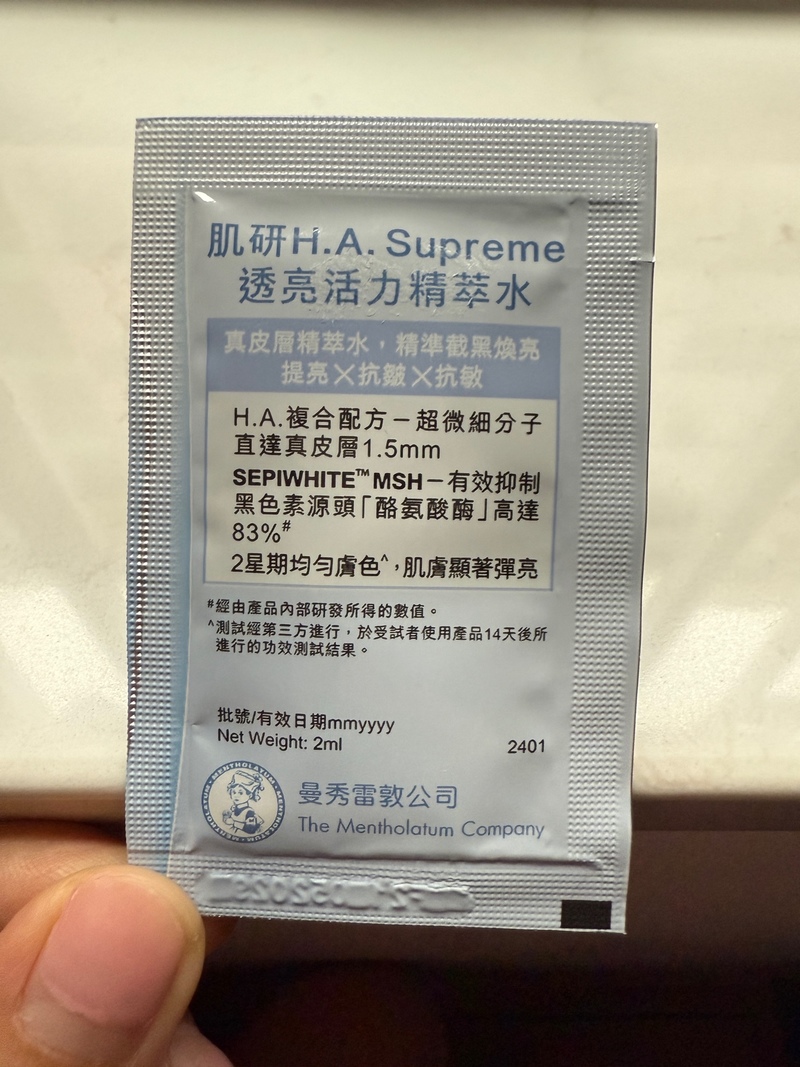 肌研H.A. Supreme
透亮活力精萃水
真皮層精萃水，精準截黑煥亮
提亮╳抗皺╳抗敏
H.A.複合配方－超微細分子
直達真皮層1.5mm
SEPIWHITE™ MSH－有效抑制
黑色素源頭「酪氨酸酶」高達
83%#
2星期均勻膚色^，肌膚顯著彈亮
#經由產品內部研發所得的數值。
^測試經第三方進行，於受試者使用產品14天後所
進行的功效測試結果。
批號/有效日期mmyyyy
Net Weight: 2ml
2401
MENTHOLATUM
曼秀雷敦公司
The Mentholatum Company